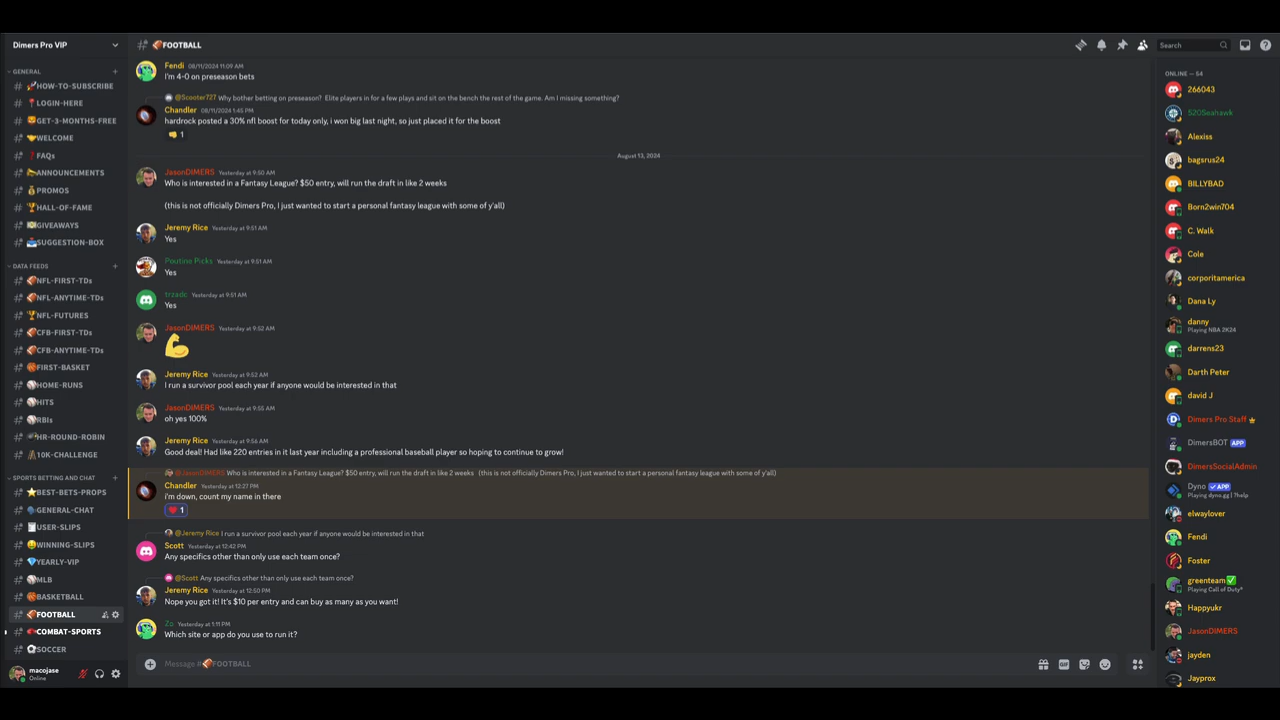 Dimers Pro VIP
GENERAL
HOW-TO-SUBSCRIBE
LOGIN-HERE
GET-3-MONTHS-FREE
WELCOME
FAQs
ANNOUNCEMENTS
PROMOS
HALL-OF-FAME
GIVEAWAYS
SUGGESTION-BOX
DATA FEEDS
NFL-FIRST-TDs
NFL-ANYTIME-TDs
NFL-FUTURES
CFB-FIRST-TDs
CFB-ANYTIME-TDs
FIRST-BASKET
HOME-RUNS
HITS
RBIs
HR-ROUND-ROBIN
10K-CHALLENGE
SPORTS BETTING AND CHAT
BEST-BETS-PROPS
GENERAL-CHAT
USER-SLIPS
WINNING-SLIPS
YEARLY-VIP
MLB
BASKETBALL
FOOTBALL
COMBAT-SPORTS
SOCCER
macojase
Online
FOOTBALL
Search
Fendi 08/11/2024 11:09 AM
I'm 4-0 on preseason bets
@Scooter727 Why bother betting on preseason? Elite players in for a few plays and sit on the bench the rest of the game. Am I missing something?
Chandler 08/11/2024 1:45 PM
hardrock posted a 30% nfl boost for today only, i won big last night, so just placed it for the boost
1
August 13, 2024
JasonDIMERS Yesterday at 9:50 AM
Who is interested in a Fantasy League? $50 entry, will run the draft in like 2 weeks
(this is not officially Dimers Pro, I just wanted to start a personal fantasy league with some of y'all)
Jeremy Rice Yesterday at 9:51 AM
Yes
Poutine Picks Yesterday at 9:51 AM
Yes
trzadc Yesterday at 9:51 AM
Yes
JasonDIMERS Yesterday at 9:52 AM
Jeremy Rice Yesterday at 9:52 AM
I run a survivor pool each year if anyone would be interested in that
JasonDIMERS Yesterday at 9:55 AM
oh yes 100%
Jeremy Rice Yesterday at 9:56 AM
Good deal! Had like 220 entries in it last year including a professional baseball player so hoping to continue to grow!
@JasonDIMERS Who is interested in a Fantasy League? $50 entry, will run the draft in like 2 weeks (this is not officially Dimers Pro, I just wanted to start a personal fantasy league with some of y'all)
Chandler Yesterday at 12:27 PM
i'm down, count my name in there
1
@Jeremy Rice I run a survivor pool each year if anyone would be interested in that
Scott Yesterday at 12:42 PM
Any specifics other than only use each team once?
@Scott Any specifics other than only use each team once?
Jeremy Rice Yesterday at 12:50 PM
Nope you got it! It's $10 per entry and can buy as many as you want!
Zo Yesterday at 1:11 PM
Which site or app do you use to run it?
Message #FOOTBALL
GIF
ONLINE — 54
266043
520Seahawk
Alexiss
bagsrus24
BILLYBAD
Born2win704
C. Walk
Cole
corporitamerica
Dana Ly
danny
Playing NBA 2K24
darrens23
Darth Peter
david J
Dimers Pro Staff
DimersBOT APP
DimersSocialAdmin
Dyno APP
Playing dyno.gg | ?help
elwaylover
Fendi
Foster
greenteam
Playing Call of Duty®
Happyukr
JasonDIMERS
jayden
Jayprox